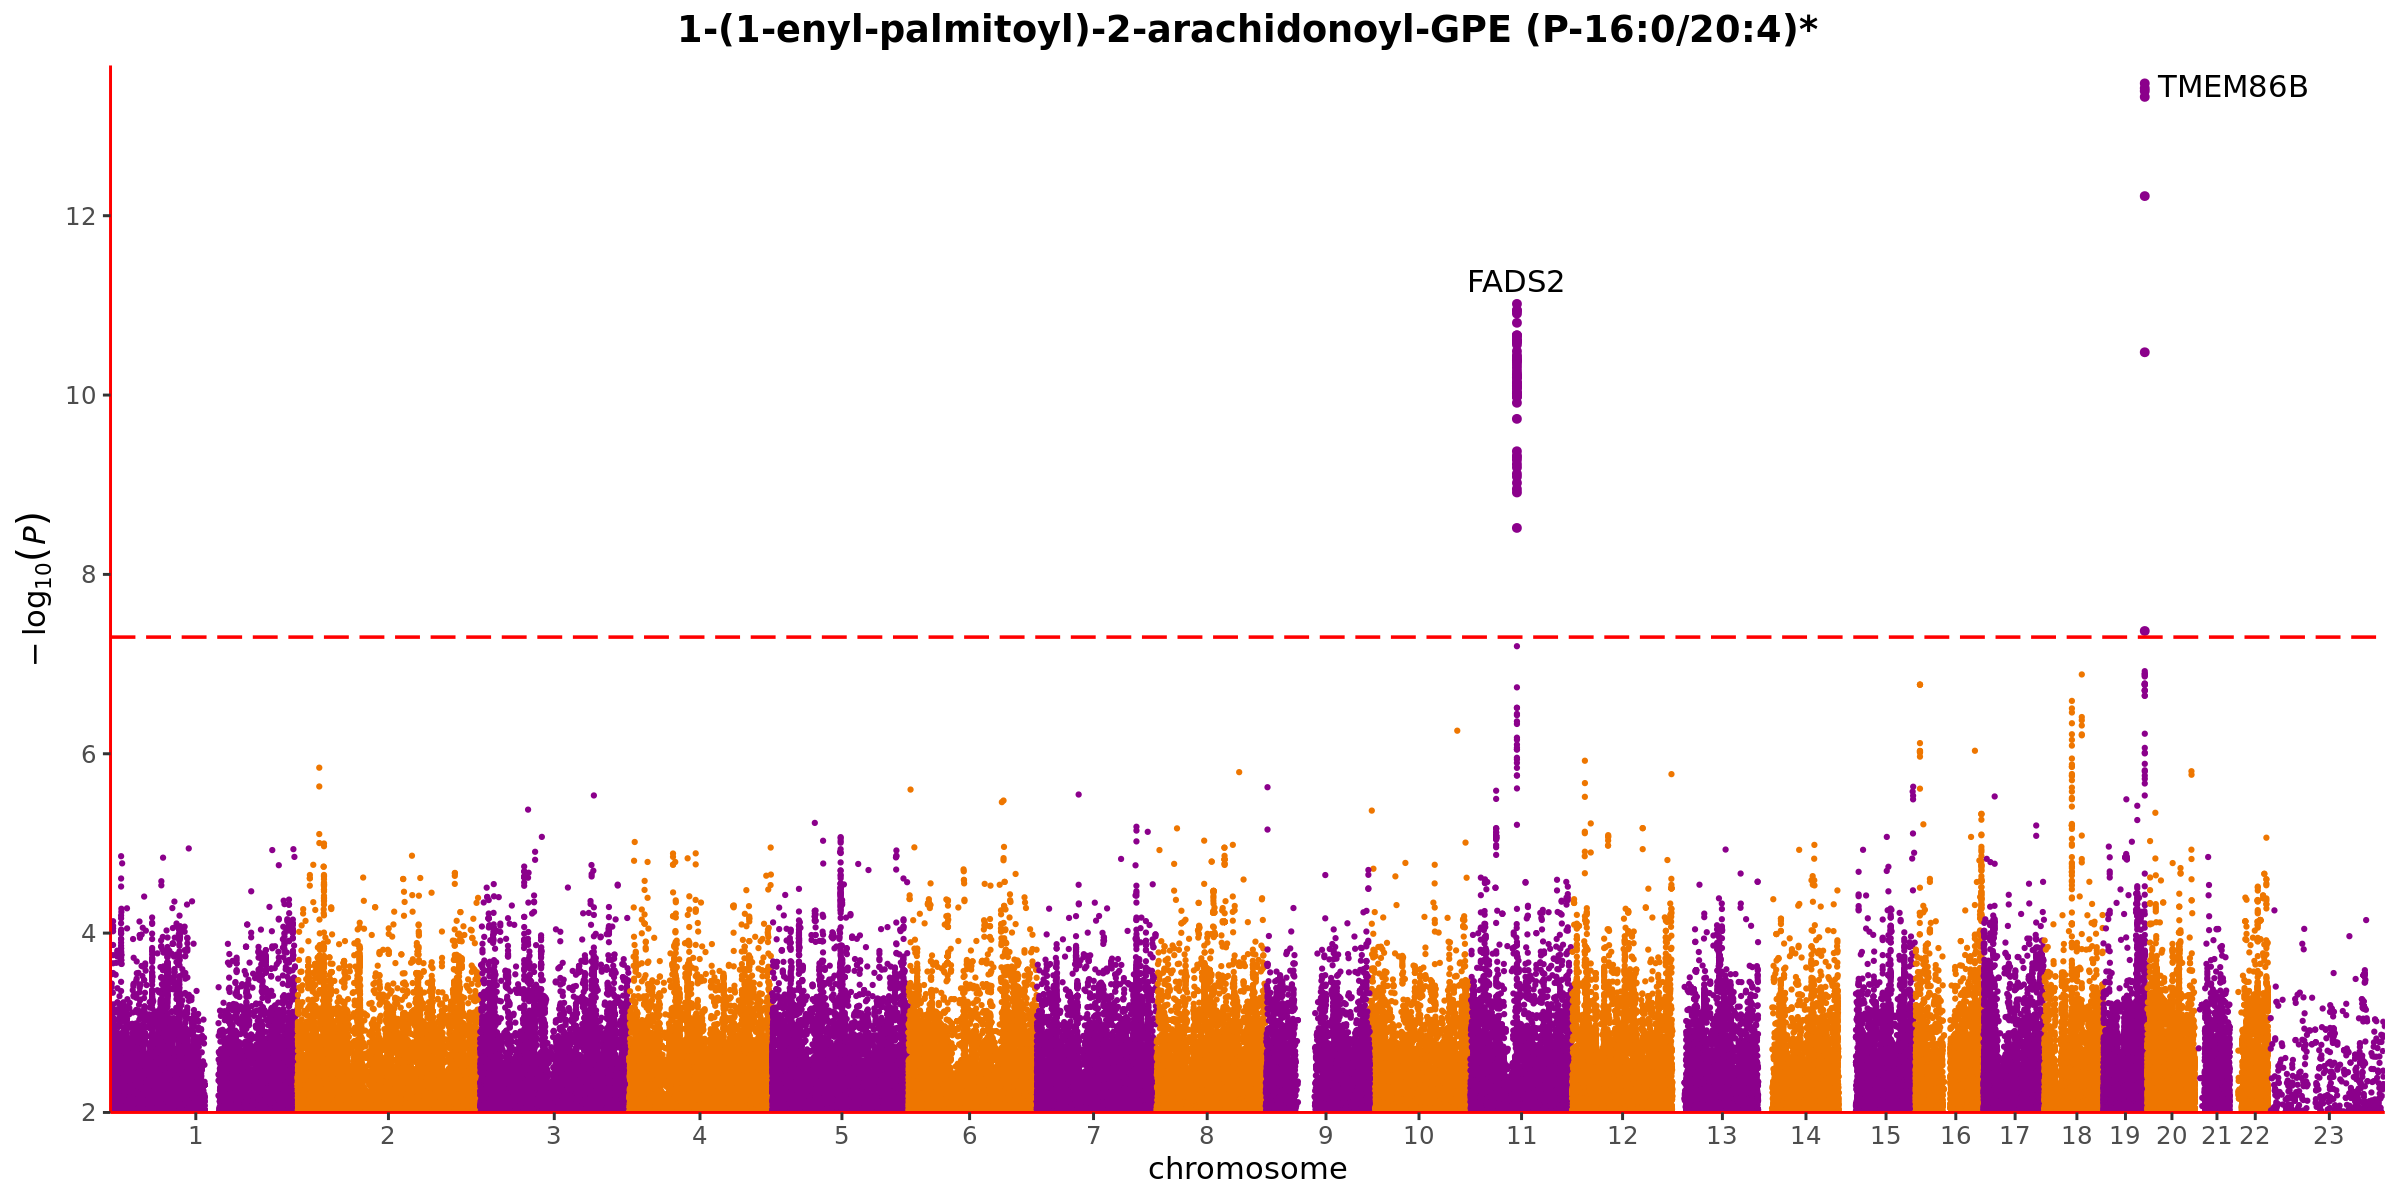 1-(1-enyl-palmitoyl)-2-arachidonoyl-GPE (P-16:0/20:4)*
TMEM86B
12
FADS2
10
8
6
4
2
− log10(P)
1 2 3 4 5 6 7 8 9 10 11 12 13 14 15 16 17 18 19 20 21 22 23
chromosome